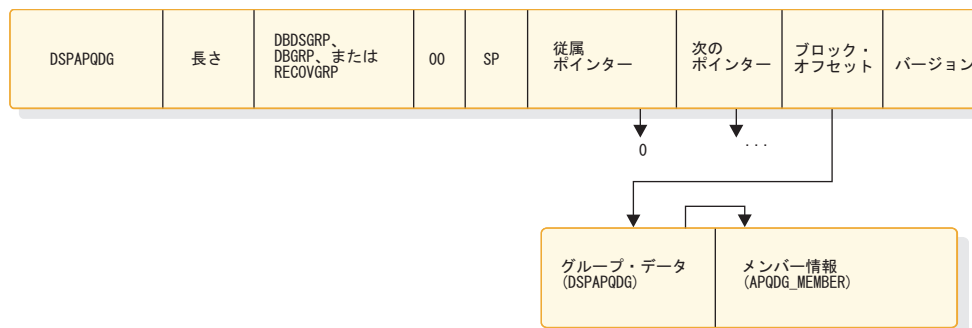 DSPAPQDG
長さ
DBDSGRP、
DBGRP、または
RECOVGRP
00
SP
従属
ポインター
次の
ポインター
ブロック・
オフセット
バージョン
0
...
グループ・データ
(DSPAPQDG)
メンバー情報
(APQDG_MEMBER)